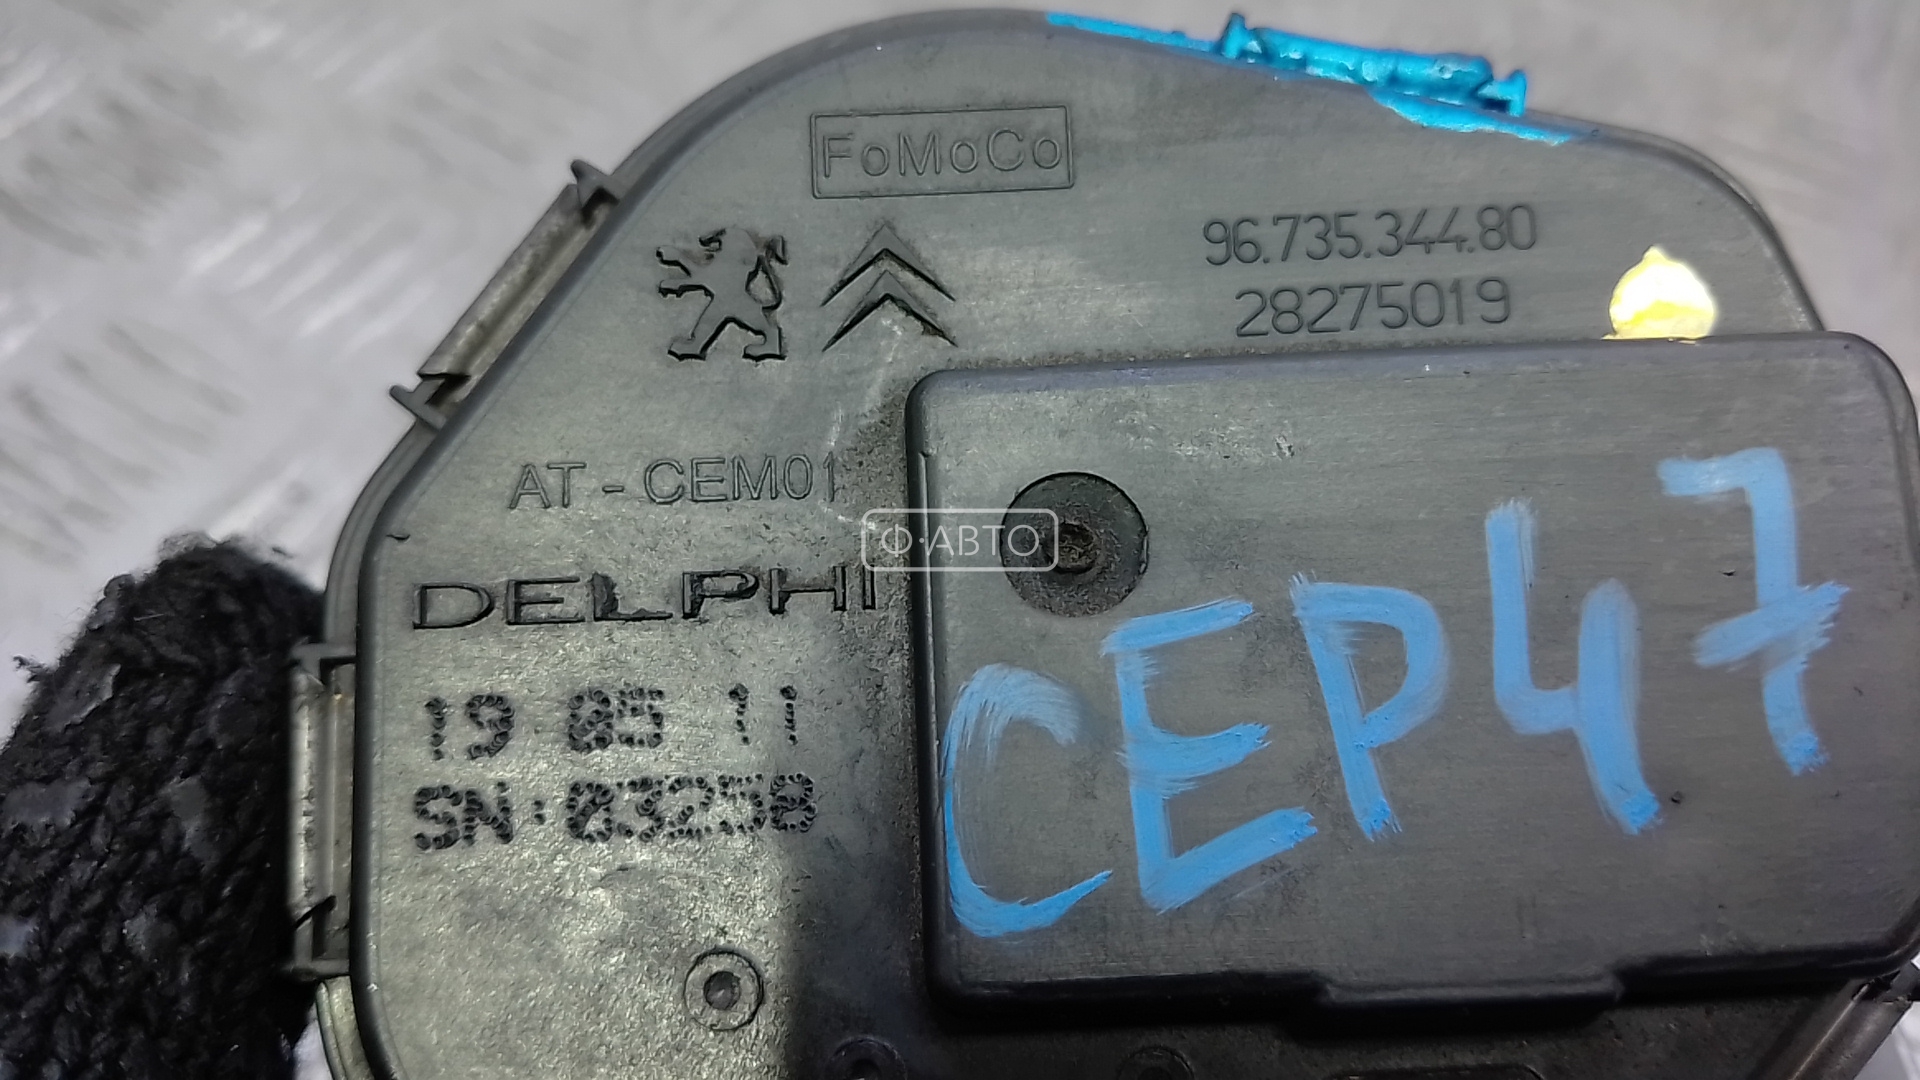 FoMoCo
96.735.344.80
28275019
AT - CEM01
Ф·АВТО
DELPHI
CEP47
19 05 11
SN:03258